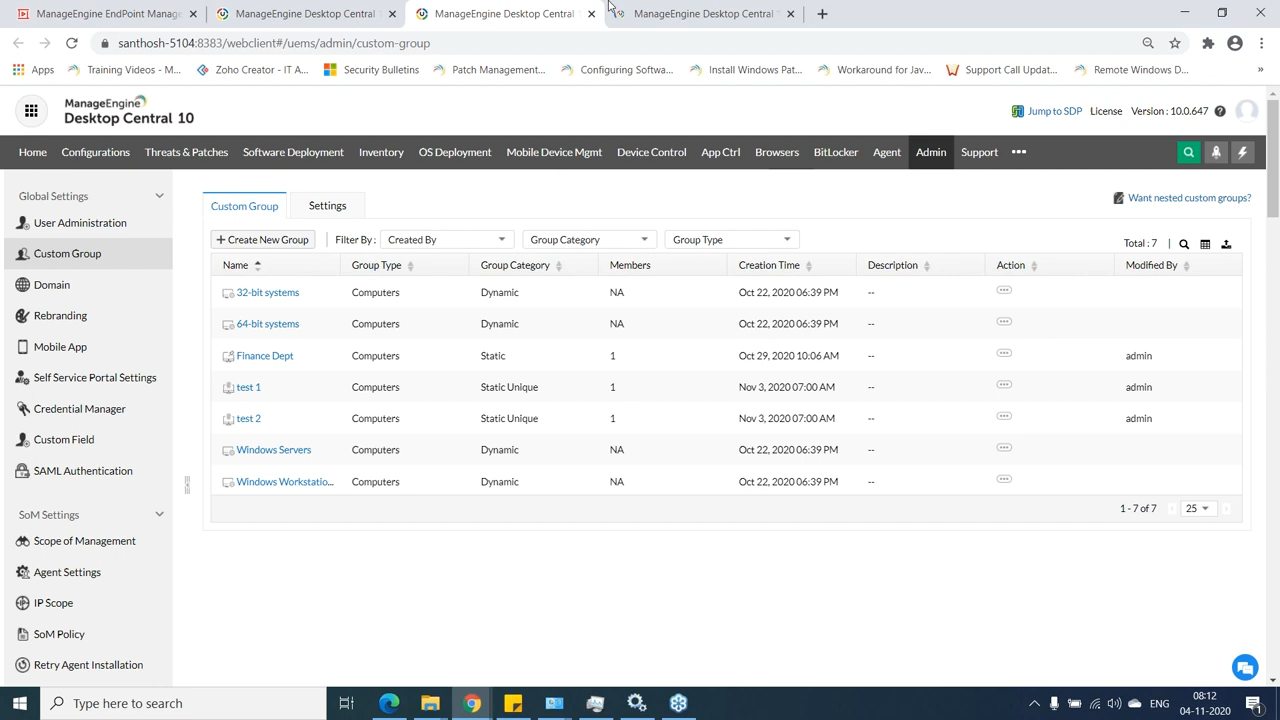 ManageEngine EndPoint Manage
ManageEngine Desktop Central
ManageEngine Desktop Central
ManageEngine Desktop Central
santhosh-5104:8383/webclient#/uems/admin/custom-group
Apps
Training Videos - M...
Zoho Creator - IT A...
Security Bulletins
Patch Management...
Configuring Softwa...
Install Windows Pat...
Workaround for Jav...
Support Call Updat...
Remote Windows D...
»
ManageEngine
Desktop Central 10
Jump to SDP
License
Version : 10.0.647
Home
Configurations
Threats & Patches
Software Deployment
Inventory
OS Deployment
Mobile Device Mgmt
Device Control
App Ctrl
Browsers
BitLocker
Agent
Admin
Support
Global Settings
User Administration
Custom Group
Domain
Rebranding
Mobile App
Self Service Portal Settings
Credential Manager
Custom Field
SAML Authentication
SoM Settings
Scope of Management
Agent Settings
IP Scope
SoM Policy
Retry Agent Installation
Custom Group
Settings
Want nested custom groups?
+ Create New Group
Filter By :
Created By
Group Category
Group Type
Total : 7
Name Group Type Group Category Members Creation Time Description Action Modified By
32-bit systems Computers Dynamic NA Oct 22, 2020 06:39 PM --
64-bit systems Computers Dynamic NA Oct 22, 2020 06:39 PM --
Finance Dept Computers Static 1 Oct 29, 2020 10:06 AM -- admin
test 1 Computers Static Unique 1 Nov 3, 2020 07:00 AM -- admin
test 2 Computers Static Unique 1 Nov 3, 2020 07:00 AM -- admin
Windows Servers Computers Dynamic NA Oct 22, 2020 06:39 PM --
Windows Workstatio... Computers Dynamic NA Oct 22, 2020 06:39 PM --
1 - 7 of 7
25
Type here to search
ENG
08:12
04-11-2020
1